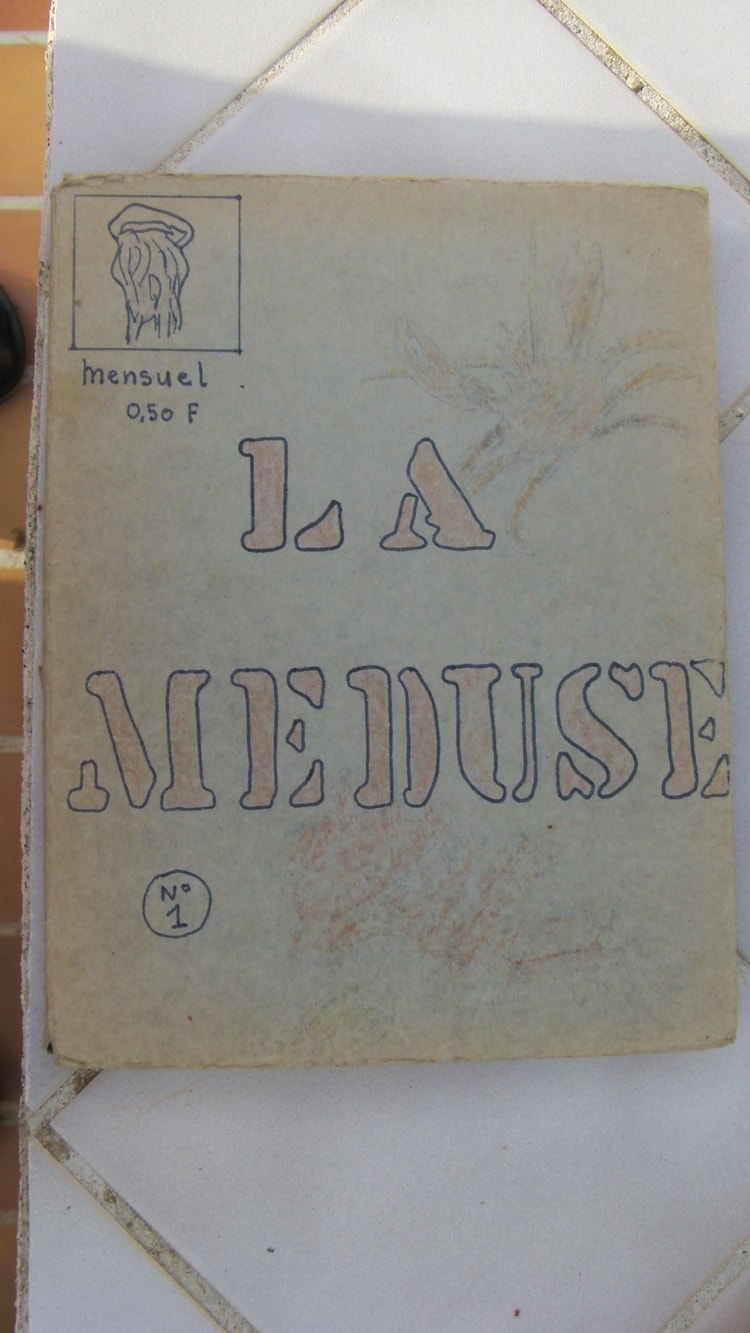 mensuel
0,50 F
LA
MEDUSE
N°
1